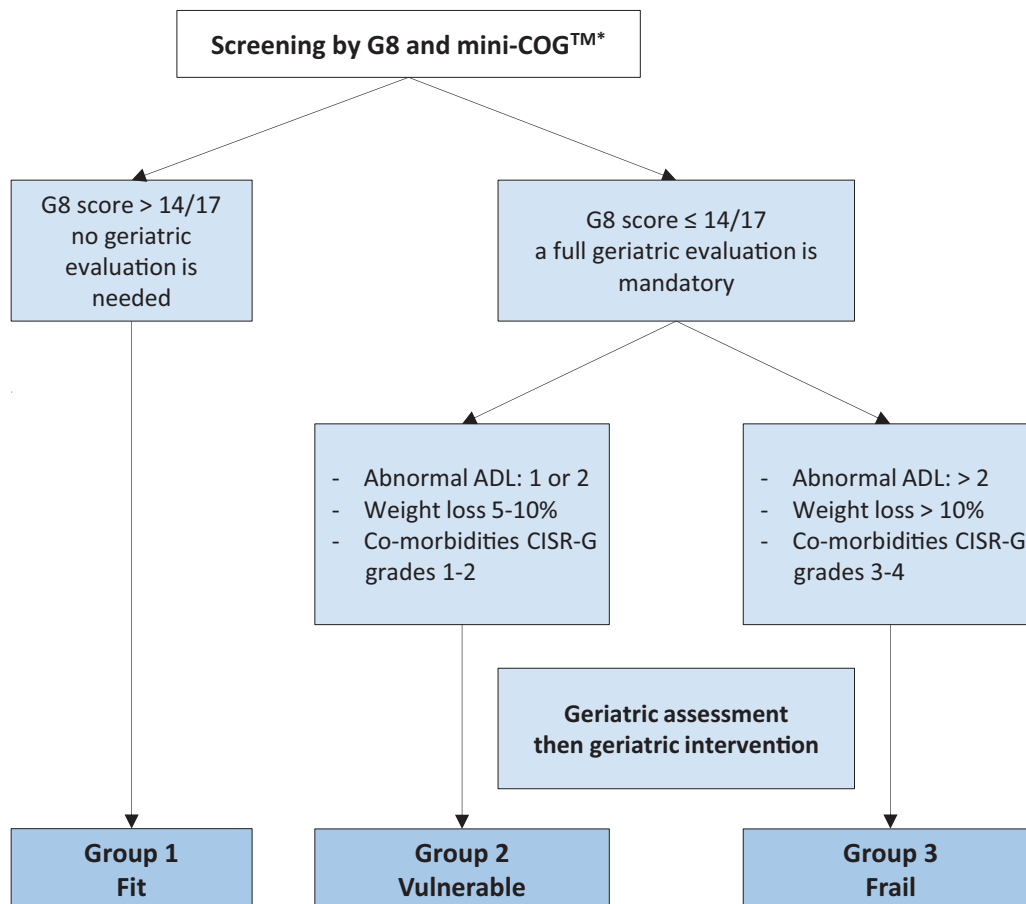 Screening by G8 and mini-COG™*
G8 score > 14/17
no geriatric
evaluation is
needed
G8 score ≤ 14/17
a full geriatric evaluation is
mandatory
- Abnormal ADL: 1 or 2
- Weight loss 5-10%
- Co-morbidities CISR-G
grades 1-2
- Abnormal ADL: > 2
- Weight loss > 10%
- Co-morbidities CISR-G
grades 3-4
Geriatric assessment
then geriatric intervention
Group 1
Fit
Group 2
Vulnerable
Group 3
Frail